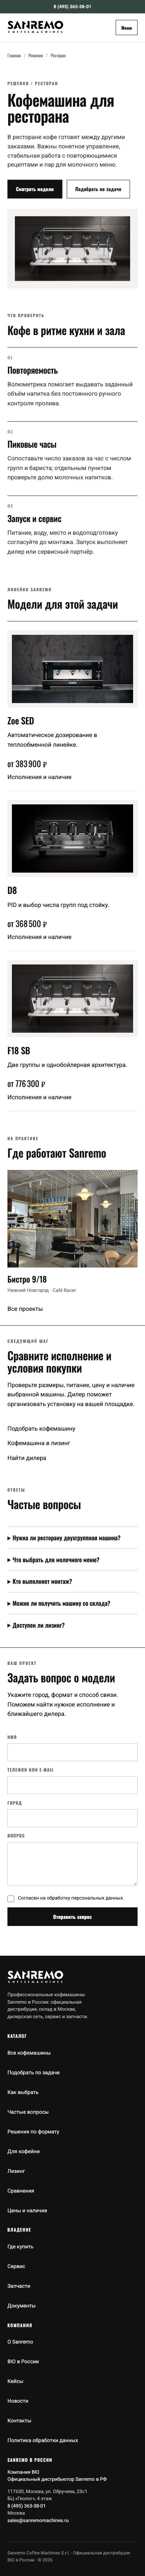 8 (495) 363-38-01
SANREMO
COFFEE MACHINES
Меню
Главная / Решения / Ресторан
РЕШЕНИЯ / РЕСТОРАН
Кофемашина для
ресторана
В ресторане кофе готовят между другими
заказами. Важны понятное управление,
стабильная работа с повторяющимися
рецептами и пар для молочного меню.
Смотреть модели
Подобрать по задаче
ЧТО ПРОВЕРИТЬ
Кофе в ритме кухни и зала
01
Повторяемость
Волюметрика помогает выдавать заданный
объём напитка без постоянного ручного
контроля пролива.
02
Пиковые часы
Сопоставьте число заказов за час с числом
групп и бариста; отдельным пунктом
проверьте долю молочных напитков.
03
Запуск и сервис
Питание, воду, место и водоподготовку
согласуйте до монтажа. Запуск выполняет
дилер или сервисный партнёр.
ЛИНЕЙКИ SANREMO
Модели для этой задачи
Zoe SED
Автоматическое дозирование в
теплообменной линейке.
от 383 900 ₽
Исполнения и наличие
D8
PID и выбор числа групп под стойку.
от 368 500 ₽
Исполнения и наличие
F18 SB
Две группы и однобойлерная архитектура.
от 776 300 ₽
Исполнения и наличие
НА ПРАКТИКЕ
Где работают Sanremo
Бистро 9/18
Нижний Новгород · Café Racer
Все проекты
СЛЕДУЮЩИЙ ШАГ
Сравните исполнение и
условия покупки
Проверьте размеры, питание, цену и наличие
выбранной машины. Дилер поможет
организовать установку на вашей площадке.
Подобрать кофемашину
Кофемашина в лизинг
Найти дилера
ОТВЕТЫ
Частые вопросы
Нужна ли ресторану двухгруппная машина?
Что выбрать для молочного меню?
Кто выполняет монтаж?
Можно ли получить машину со склада?
Доступен ли лизинг?
ВАШ ПРОЕКТ
Задать вопрос о модели
Укажите город, формат и способ связи.
Поможем найти нужное исполнение и
ближайшего дилера.
ИМЯ
ТЕЛЕФОН ИЛИ E-MAIL
ГОРОД
ВОПРОС
Согласен на обработку персональных данных
Отправить запрос
SANREMO
COFFEE MACHINES
Профессиональные кофемашины
Sanremo в России: официальная
дистрибуция, склад в Москве,
дилерская сеть, сервис и запчасти.
КАТАЛОГ
Все кофемашины
Подобрать по задаче
Как выбрать
Частые вопросы
Решения по формату
Для кофейни
Лизинг
Сравнения
Цены и наличие
ВЛАДЕНИЕ
Где купить
Сервис
Запчасти
Документы
КОМПАНИЯ
О Sanremo
BIO в России
Кейсы
Новости
Контакты
Политика обработки данных
SANREMO В РОССИИ
Компания BIO
Официальный дистрибьютор Sanremo в РФ
117630, Москва, ул. Обручева, 23с1
БЦ «Геолог», 4 этаж
8 (495) 363-38-01
Москва
sales@sanremomachines.ru
Sanremo Coffee Machines S.r.l. · Официальная дистрибуция
BIO в России · © 2026